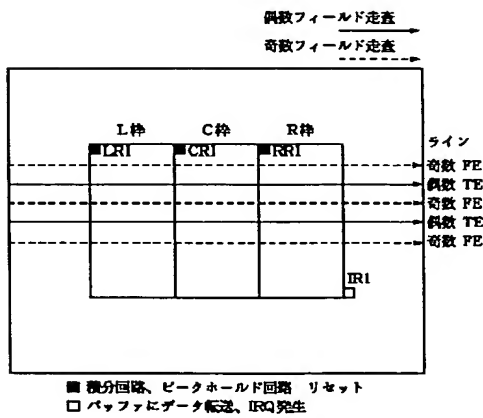 偶数フィールド走査
奇数フィールド走査
L枠 C枠 R枠
ライン
LR1 CR1 RR1
奇数 FE
偶数 TE
奇数 FE
偶数 TE
奇数 FE
IR1
■ 積分回路、ピークホールド回路 リセット
□ バッファにデータ転送、IRQ発生